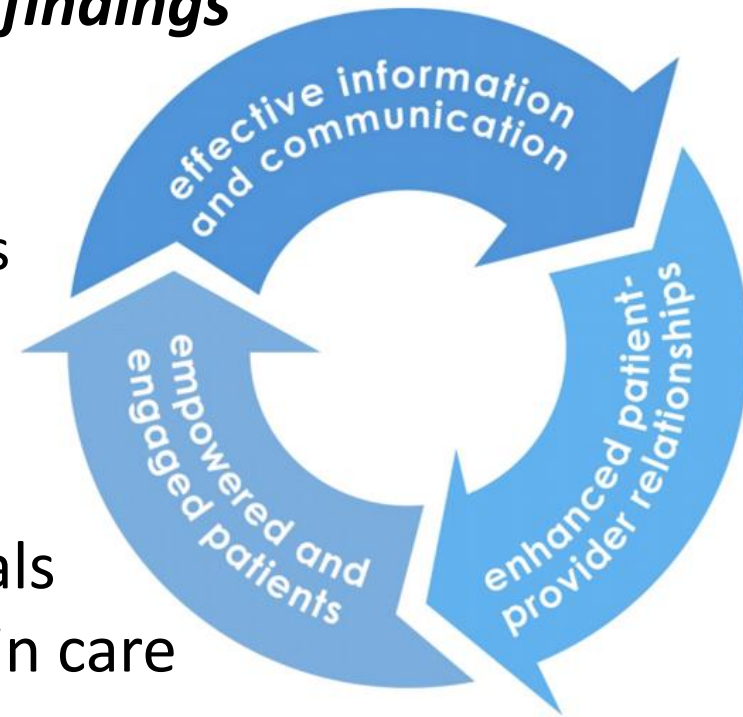 findings
effective information
and communication
s
enhanced patient-
provider relationships
empowered and
engaged patients
als
in care